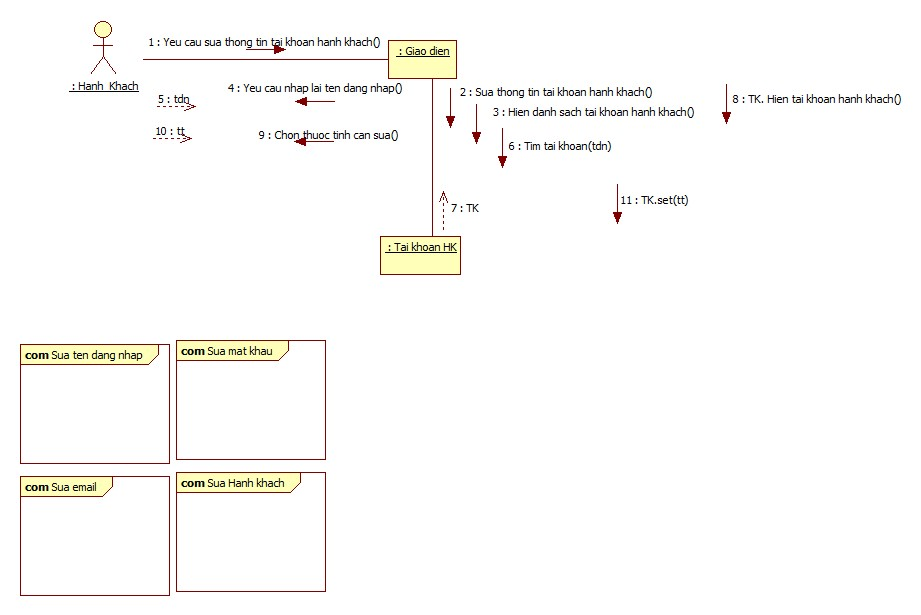 1 : Yeu cau sua thong tin tai khoan hanh khach()
: Giao dien
: Hanh Khach
4 : Yeu cau nhap lai ten dang nhap()
2 : Sua thong tin tai khoan hanh khach()
5 : tdn
8 : TK. Hien tai khoan hanh khach()
3 : Hien danh sach tai khoan hanh khach()
10 : tt
9 : Chon thuoc tinh can sua()
6 : Tim tai khoan(tdn)
11 : TK.set(tt)
7 : TK
: Tai khoan HK
com Sua ten dang nhap
com Sua mat khau
com Sua email
com Sua Hanh khach